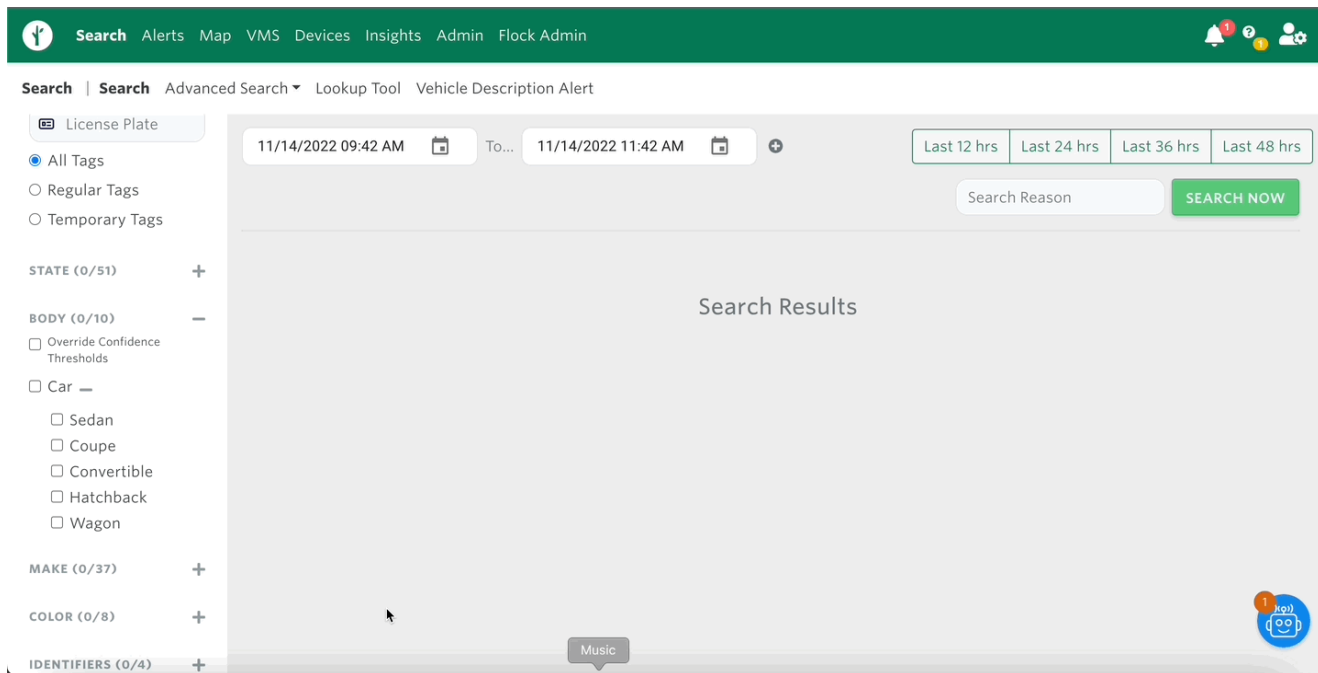 Search Alerts Map VMS Devices Insights Admin Flock Admin 1 ? 1
Search | Search Advanced Search Lookup Tool Vehicle Description Alert
License Plate
All Tags
Regular Tags
Temporary Tags
STATE (0/51) +
BODY (0/10) –
Override Confidence
Thresholds
Car –
Sedan
Coupe
Convertible
Hatchback
Wagon
MAKE (0/37) +
COLOR (0/8) +
IDENTIFIERS (0/4) +
11/14/2022 09:42 AM To... 11/14/2022 11:42 AM
Last 12 hrs Last 24 hrs Last 36 hrs Last 48 hrs
Search Reason SEARCH NOW
Search Results
1
Music